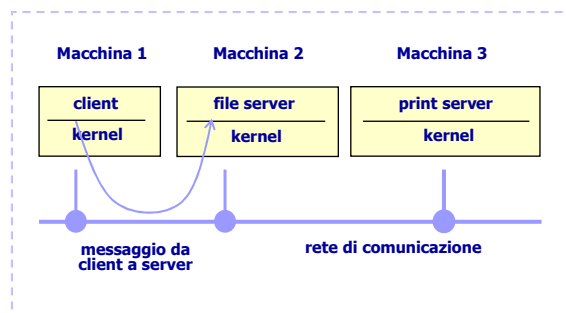 Macchina 1
Macchina 2
Macchina 3
client
kernel
file server
kernel
print server
kernel
messaggio da
client a server
rete di comunicazione